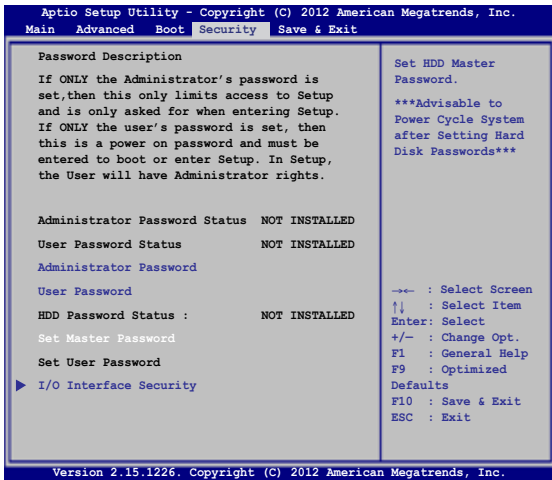 Aptio Setup Utility - Copyright (C) 2012 American Megatrends, Inc.
Main Advanced Boot Security Save & Exit
Password Description
If ONLY the Administrator's password is
set,then this only limits access to Setup
and is only asked for when entering Setup.
If ONLY the user's password is set, then
this is a power on password and must be
entered to boot or enter Setup. In Setup,
the User will have Administrator rights.
Administrator Password Status NOT INSTALLED
User Password Status NOT INSTALLED
Administrator Password
User Password
HDD Password Status : NOT INSTALLED
Set Master Password
Set User Password
I/O Interface Security
Set HDD Master
Password.
***Advisable to
Power Cycle System
after Setting Hard
Disk Passwords***
→← : Select Screen
↑↓ : Select Item
Enter: Select
+/— : Change Opt.
F1 : General Help
F9 : Optimized
Defaults
F10 : Save & Exit
ESC : Exit
Version 2.15.1226. Copyright (C) 2012 American Megatrends, Inc.